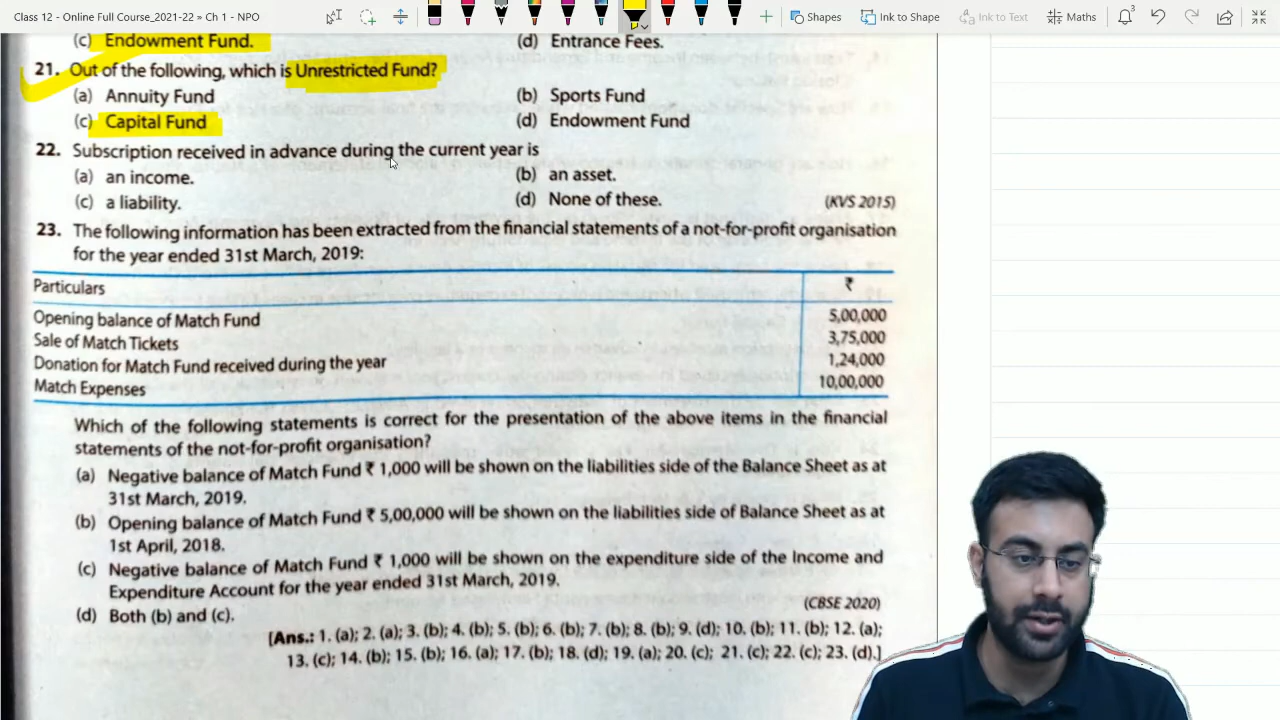 Class 12 - Online Full Course_2021-22 » Ch 1 - NPO
Shapes
Ink to Shape
Ink to Text
Maths
3
(c) Endowment Fund. (d) Entrance Fees.
21. Out of the following, which is Unrestricted Fund?
(a) Annuity Fund (b) Sports Fund
(c) Capital Fund (d) Endowment Fund
22. Subscription received in advance during the current year is
(a) an income. (b) an asset.
(c) a liability. (d) None of these. (KVS 2015)
23. The following information has been extracted from the financial statements of a not-for-profit organisation
for the year ended 31st March, 2019:
Particulars ₹
Opening balance of Match Fund 5,00,000
Sale of Match Tickets 3,75,000
Donation for Match Fund received during the year 1,24,000
Match Expenses 10,00,000
Which of the following statements is correct for the presentation of the above items in the financial
statements of the not-for-profit organisation?
(a) Negative balance of Match Fund ₹ 1,000 will be shown on the liabilities side of the Balance Sheet as at
31st March, 2019.
(b) Opening balance of Match Fund ₹ 5,00,000 will be shown on the liabilities side of Balance Sheet as at
1st April, 2018.
(c) Negative balance of Match Fund ₹ 1,000 will be shown on the expenditure side of the Income and
Expenditure Account for the year ended 31st March, 2019.
(d) Both (b) and (c). (CBSE 2020)
[Ans.: 1. (a); 2. (a); 3. (b); 4. (b); 5. (b); 6. (b); 7. (b); 8. (b); 9. (d); 10. (b); 11. (b); 12. (a);
13. (c); 14. (b); 15. (b); 16. (a); 17. (b); 18. (d); 19. (a); 20. (c); 21. (c); 22. (c); 23. (d).]